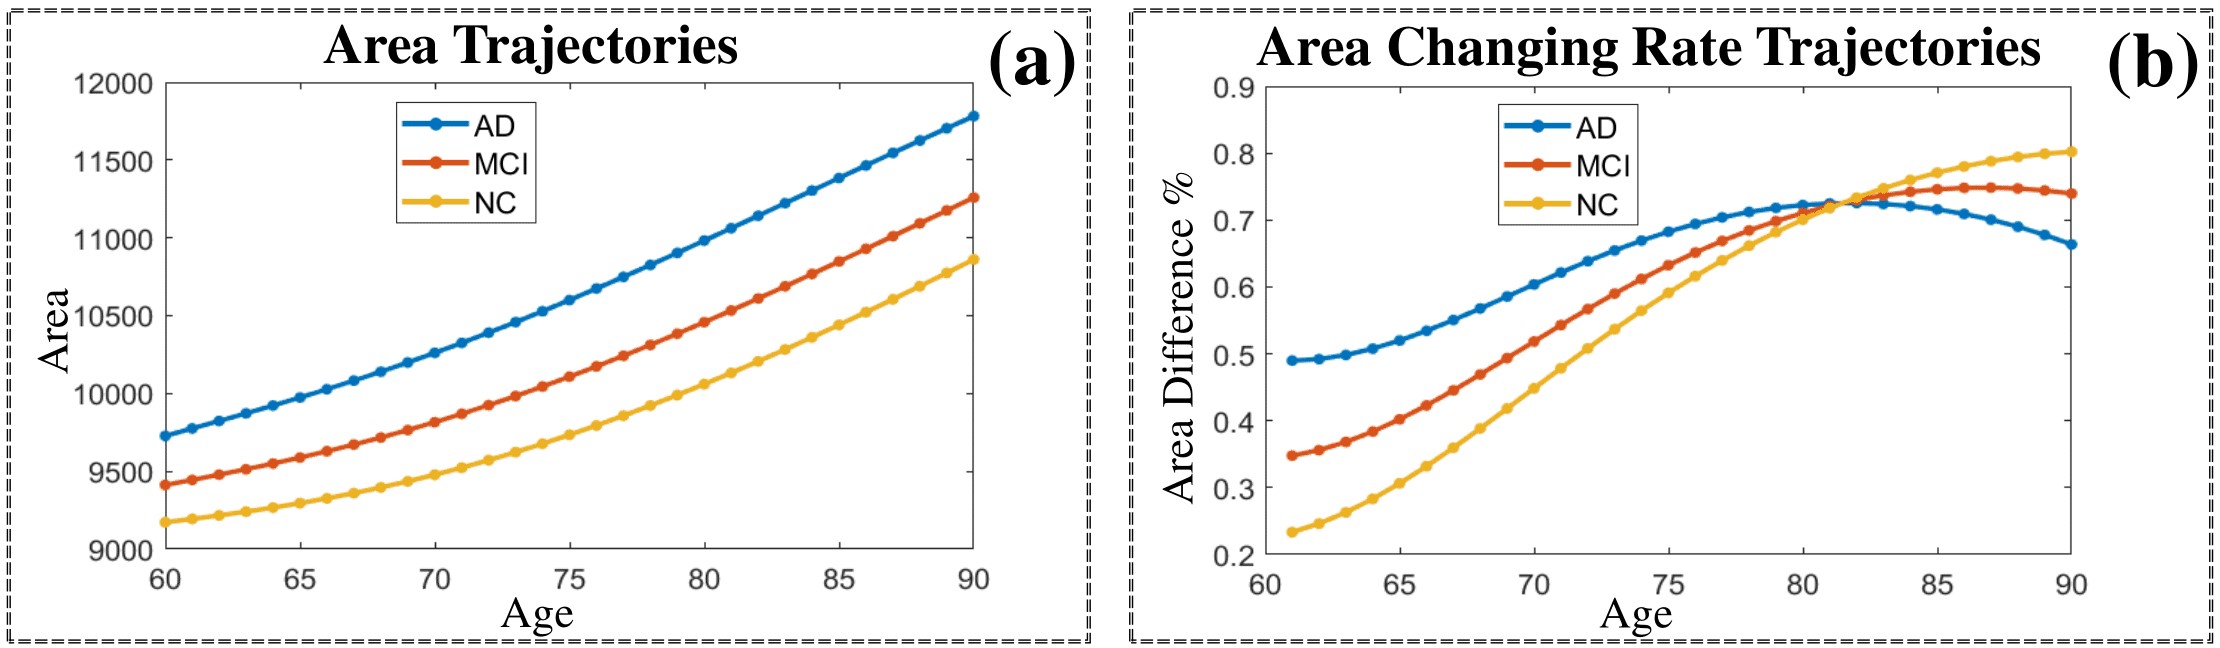 Area Trajectories
(a)
12000
11500
11000
10500
10000
9500
9000
Area
AD
MCI
NC
60 65 70 75 80 85 90
Age
Area Changing Rate Trajectories
(b)
0.9
0.8
0.7
0.6
0.5
0.4
0.3
0.2
Area Difference %
AD
MCI
NC
60 65 70 75 80 85 90
Age